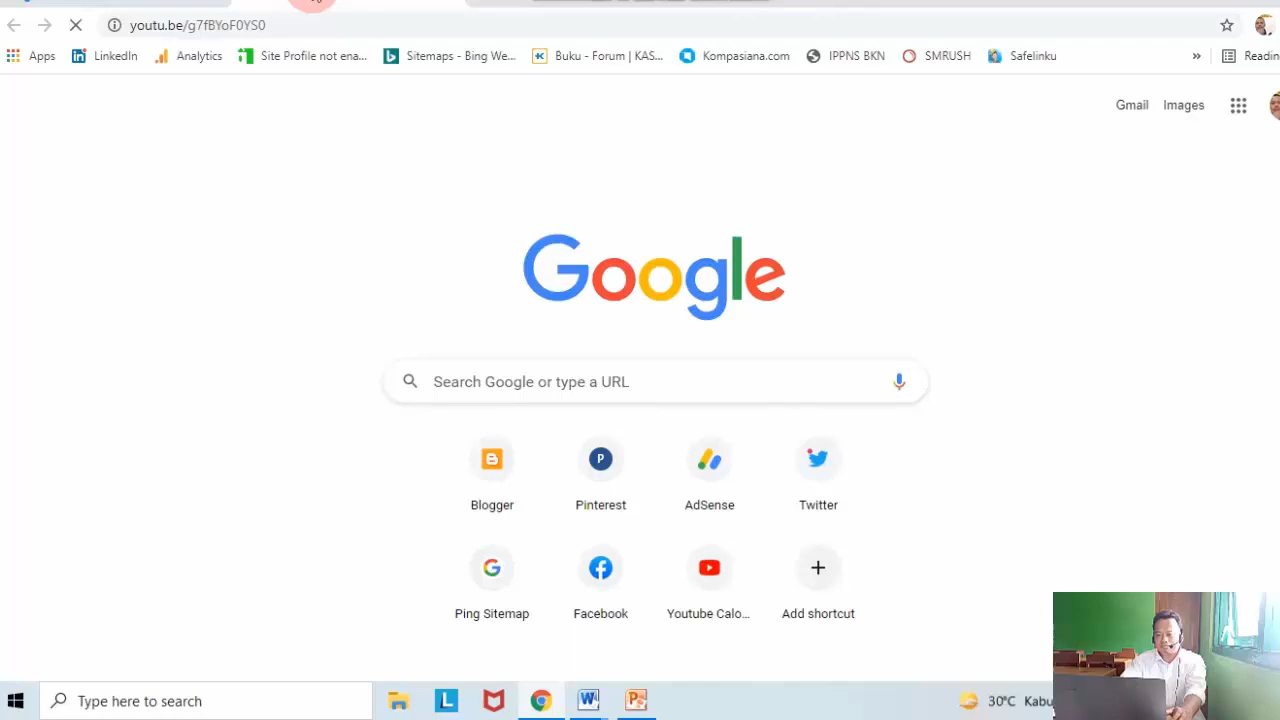 youtu.be/g7fBYoF0YS0
Apps LinkedIn Analytics Site Profile not ena... Sitemaps - Bing We... Buku - Forum | KAS... Kompasiana.com IPPNS BKN SMRUSH Safelinku » Readin
Gmail Images
Google
Search Google or type a URL
Blogger Pinterest AdSense Twitter
Ping Sitemap Facebook Youtube Calo... Add shortcut
Type here to search 30°C Kabu